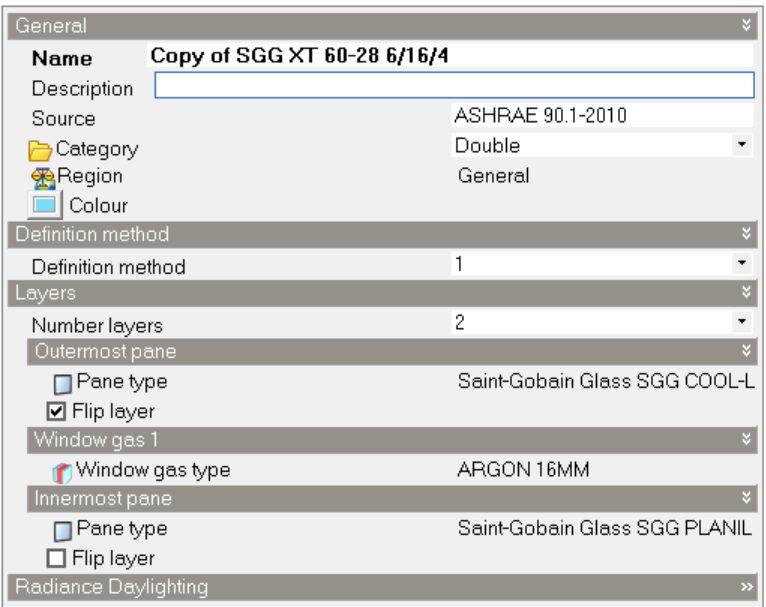 General
Name Copy of SGG XT 60-28 6/16/4
Description
Source ASHRAE 90.1-2010
Category Double
Region General
Colour
Definition method
Definition method 1
Layers
Number layers 2
Outermost pane
Pane type Saint-Gobain Glass SGG COOL-L
Flip layer
Window gas 1
Window gas type ARGON 16MM
Innermost pane
Pane type Saint-Gobain Glass SGG PLANIL
Flip layer
Radiance Daylighting